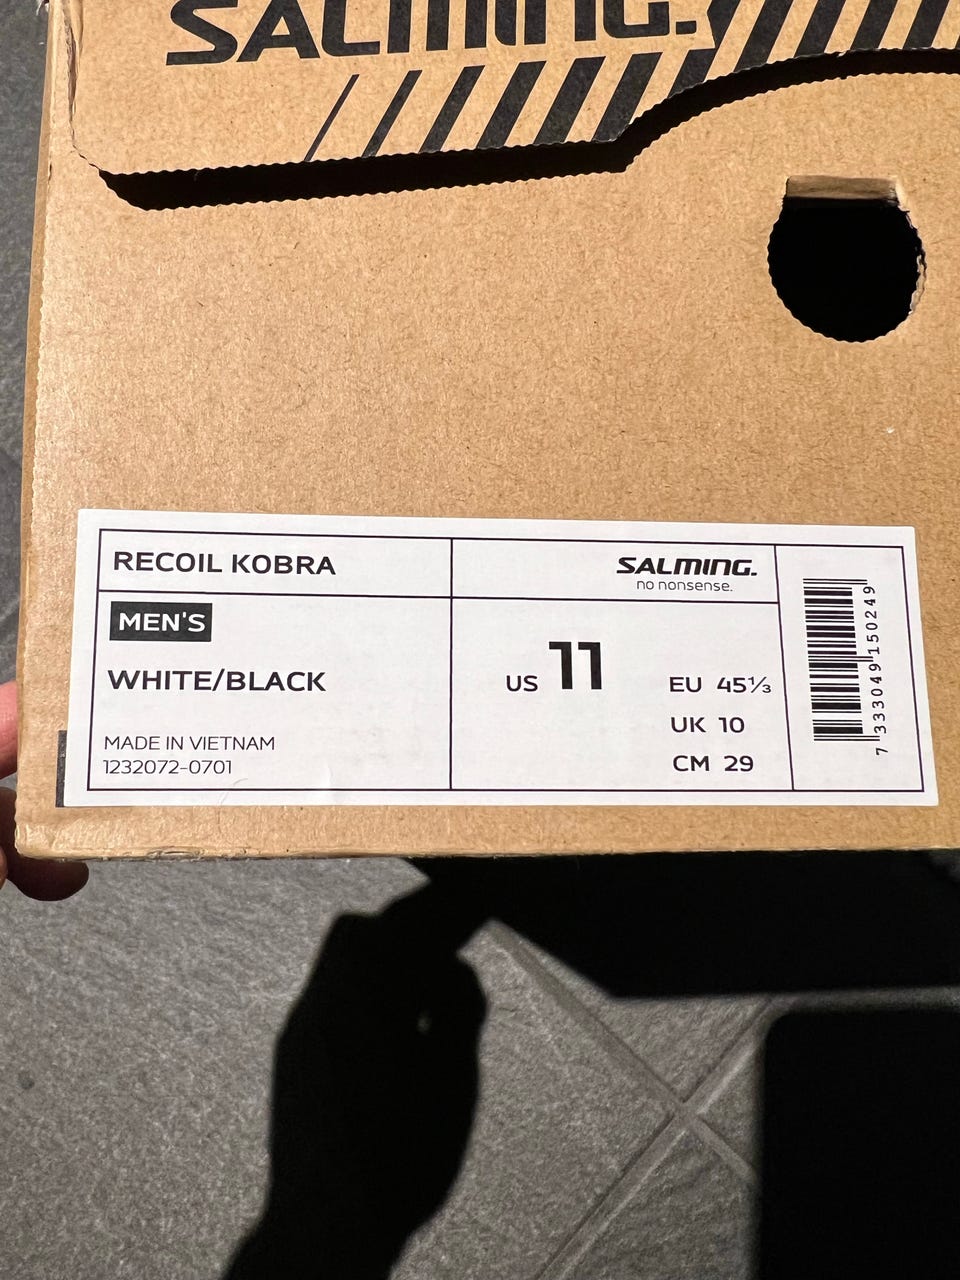 SALMING.
RECOIL KOBRA
SALMING.
no nonsense.
MEN'S
WHITE/BLACK
MADE IN VIETNAM
1232072-0701
US 11
EU 45⅓
UK 10
CM 29
7 333049 150249